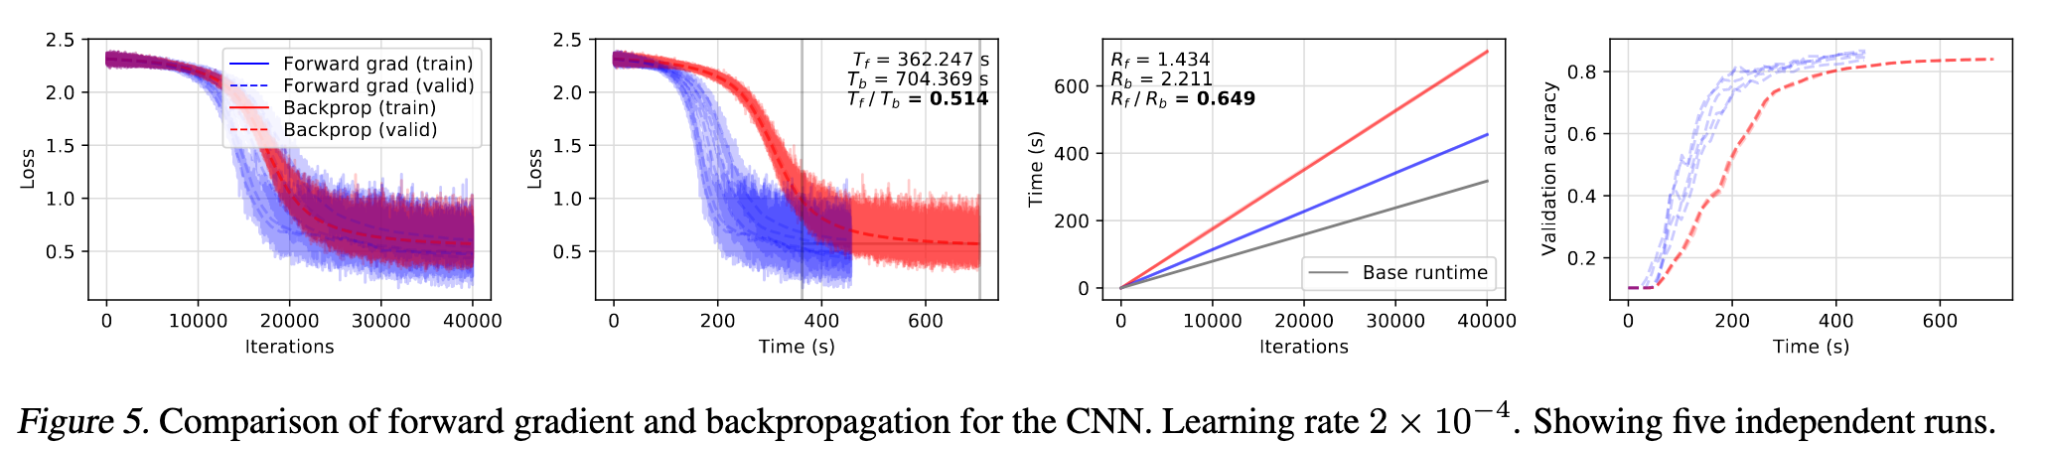 2.5
2.0
1.5
1.0
0.5
Loss
0 10000 20000 30000 40000
Iterations
Forward grad (train)
Forward grad (valid)
Backprop (train)
Backprop (valid)
2.5
2.0
1.5
1.0
0.5
Loss
0 200 400 600
Time (s)
T_f = 362.247 s
T_b = 704.369 s
T_f / T_b = 0.514
600
400
200
0
Time (s)
0 10000 20000 30000 40000
Iterations
R_f = 1.434
R_b = 2.211
R_f / R_b = 0.649
Base runtime
0.8
0.6
0.4
0.2
Validation acuracy
0 200 400 600
Time (s)
Figure 5. Comparison of forward gradient and backpropagation for the CNN. Learning rate 2 × 10⁻⁴. Showing five independent runs.